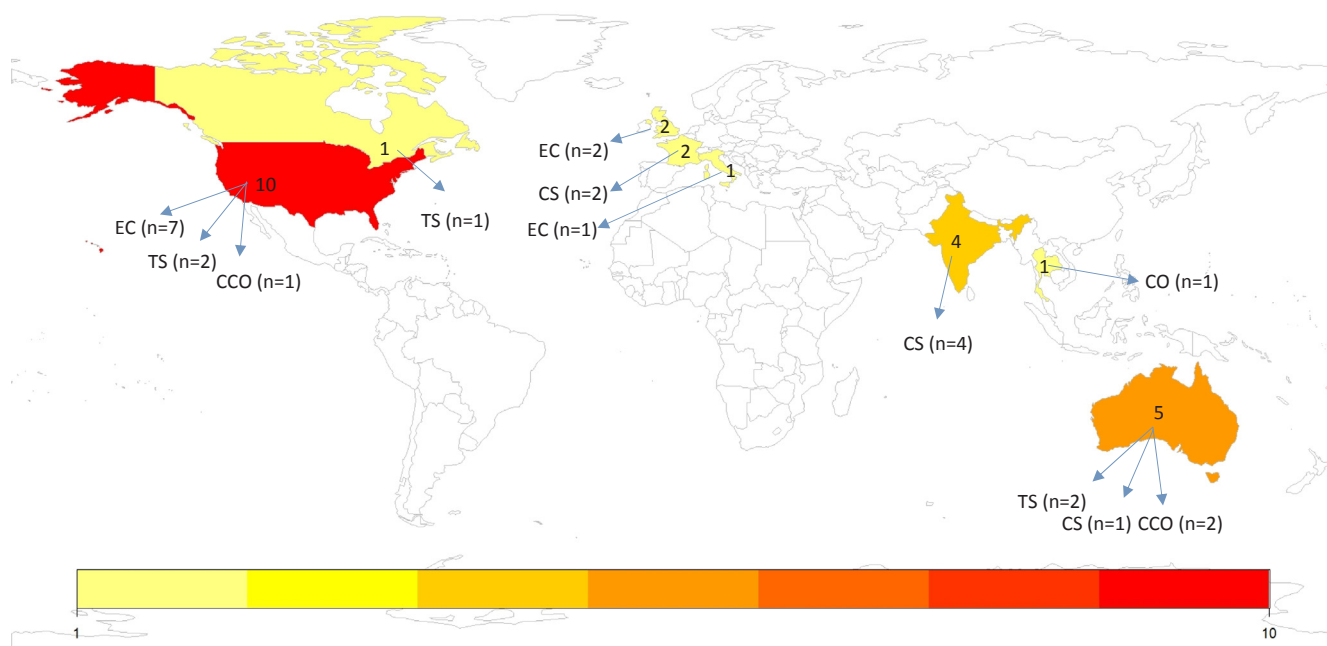 1
10
EC (n=7)
TS (n=2)
CCO (n=1)
TS (n=1)
2
EC (n=2)
2
CS (n=2)
1
EC (n=1)
4
CS (n=4)
1
CO (n=1)
5
TS (n=2)
CS (n=1) CCO (n=2)
1 10